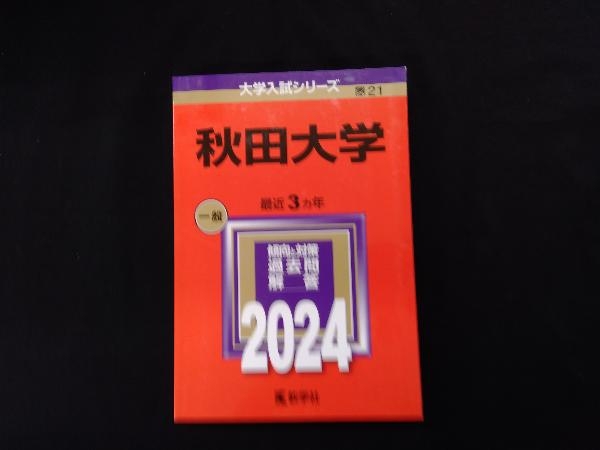 大学入試シリーズ
21
秋田大学
最近3カ年
一般
傾向と対策
過去問
解答
2024
教学社